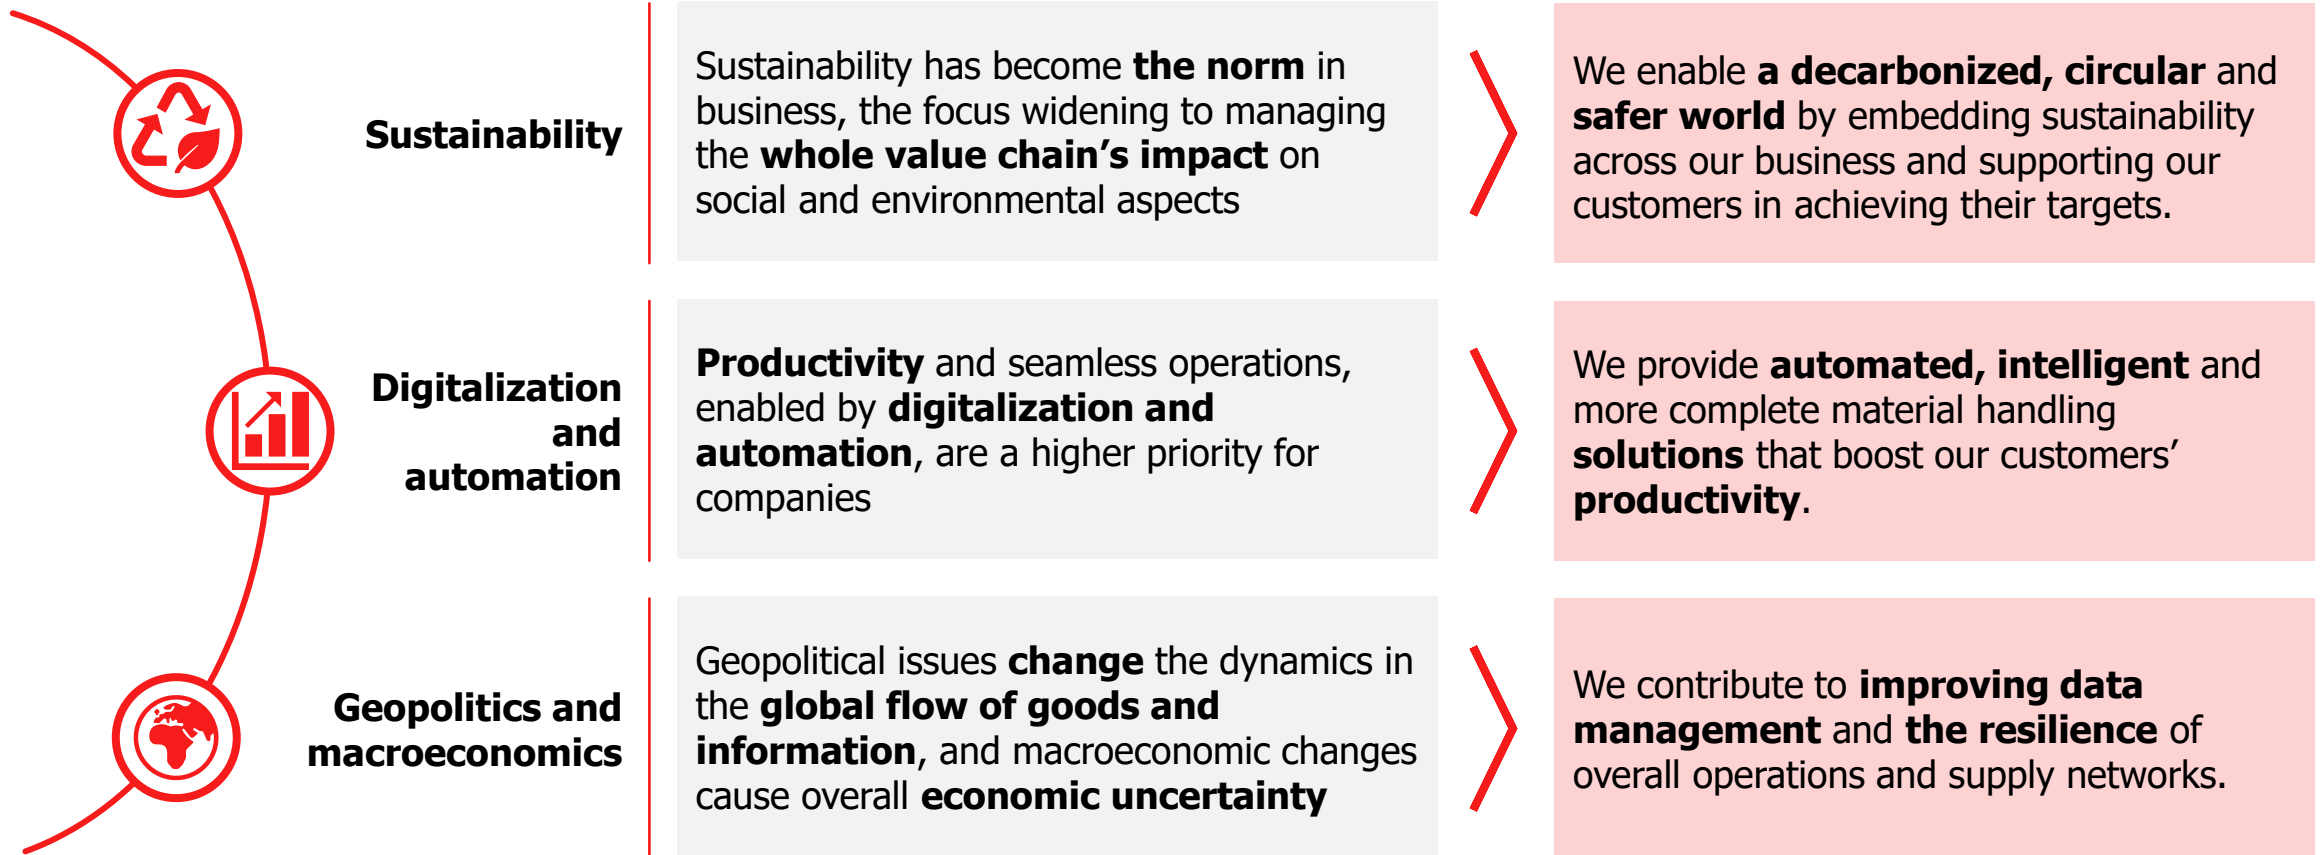 Sustainability
Sustainability has become the norm in
business, the focus widening to managing
the whole value chain’s impact on
social and environmental aspects
We enable a decarbonized, circular and
safer world by embedding sustainability
across our business and supporting our
customers in achieving their targets.
Digitalization
and
automation
Productivity and seamless operations,
enabled by digitalization and
automation, are a higher priority for
companies
We provide automated, intelligent and
more complete material handling
solutions that boost our customers’
productivity.
Geopolitics and
macroeconomics
Geopolitical issues change the dynamics in
the global flow of goods and
information, and macroeconomic changes
cause overall economic uncertainty
We contribute to improving data
management and the resilience of
overall operations and supply networks.